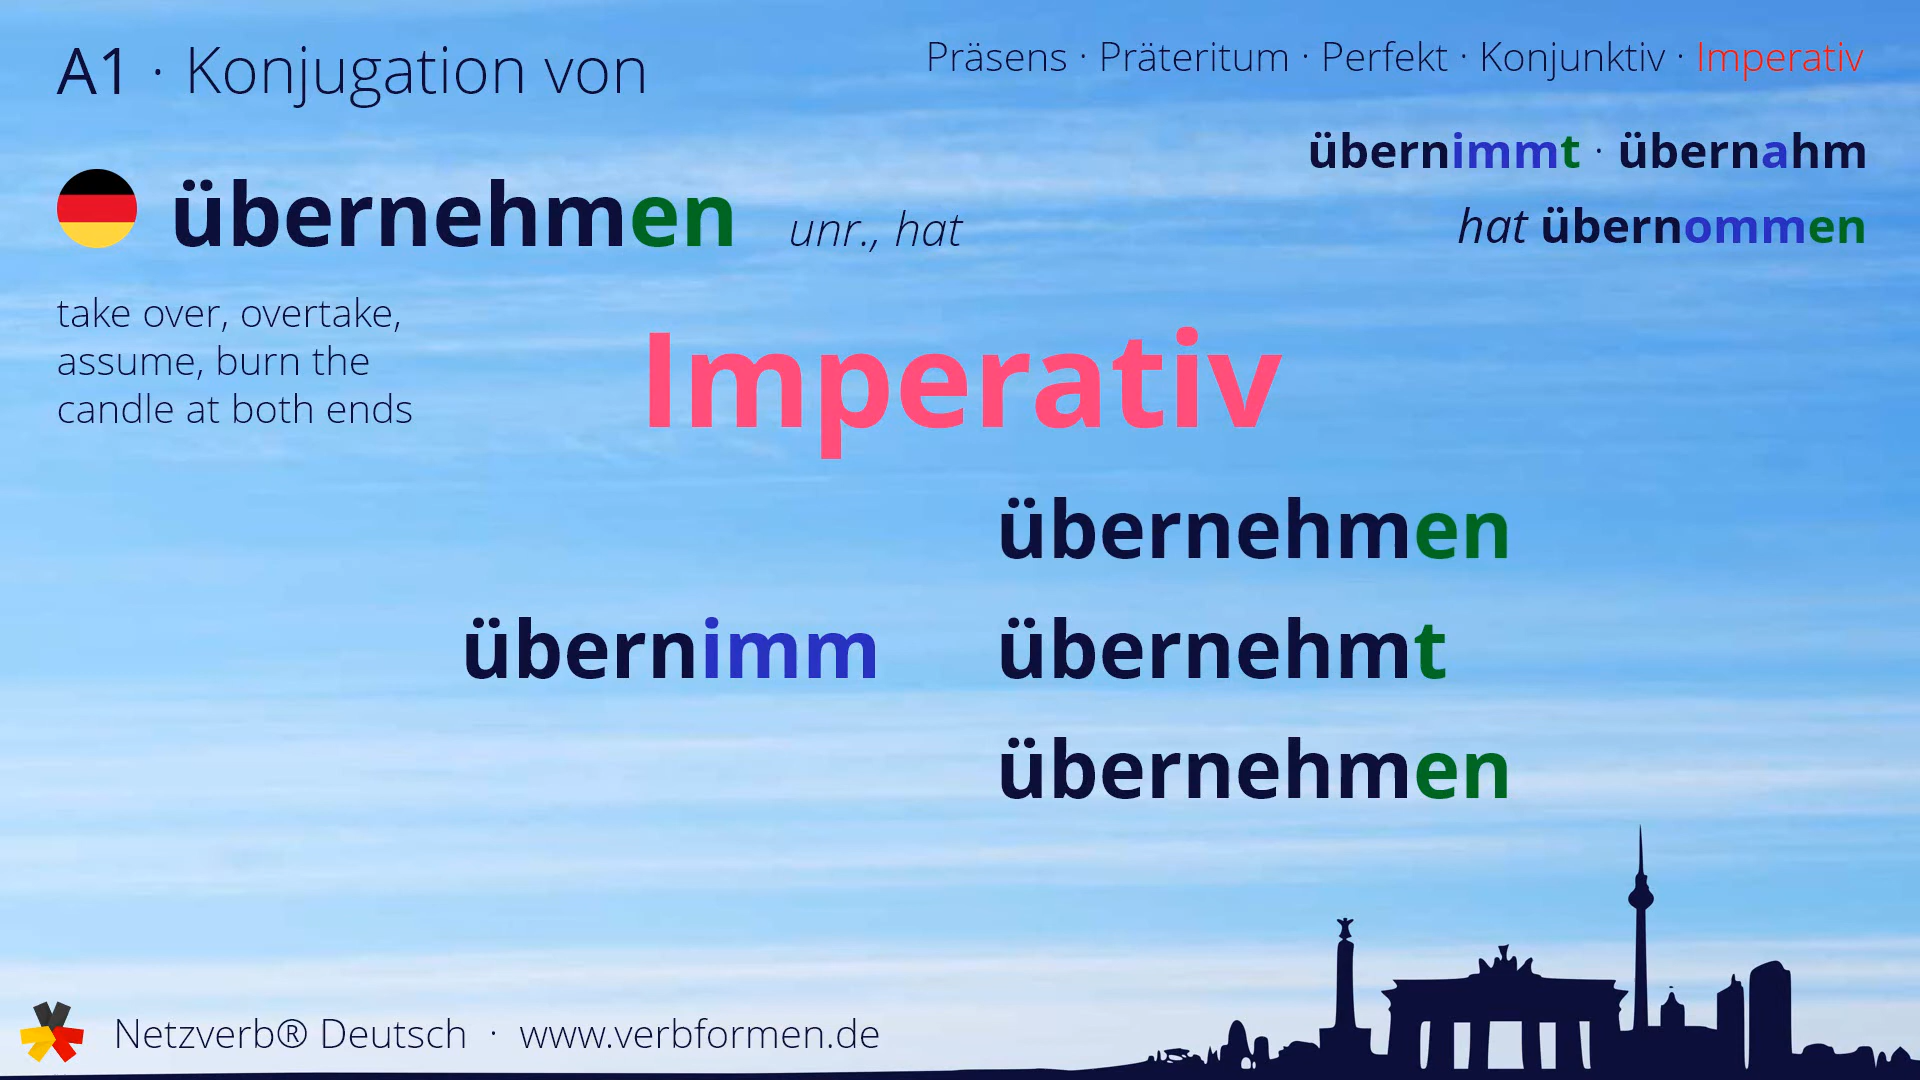 A1 · Konjugation von
Präsens · Präteritum · Perfekt · Konjunktiv · Imperativ
übernimmt · übernahm
übernehmen unr., hat
hat übernommen
take over, overtake,
assume, burn the
candle at both ends
Imperativ
übernehmen
übernimm übernehmt
übernehmen
Netzverb® Deutsch · www.verbformen.de